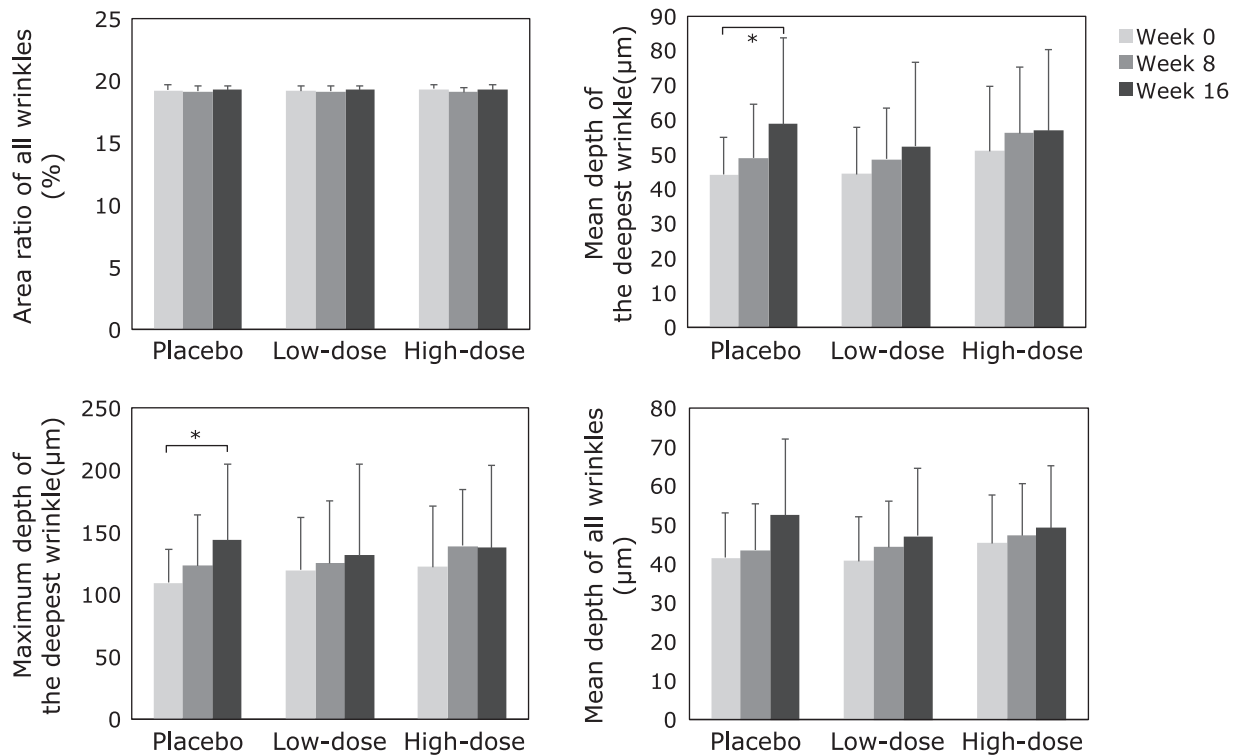 Area ratio of all wrinkles
(%)
25
20
15
10
5
0
Placebo Low-dose High-dose
Mean depth of
the deepest wrinkle(μm)
90
80
70
60
50
40
30
20
10
0
*
Placebo Low-dose High-dose
Week 0
Week 8
Week 16
Maximum depth of
the deepest wrinkle(μm)
250
200
150
100
50
0
*
Placebo Low-dose High-dose
Mean depth of all wrinkles
(μm)
80
70
60
50
40
30
20
10
0
Placebo Low-dose High-dose